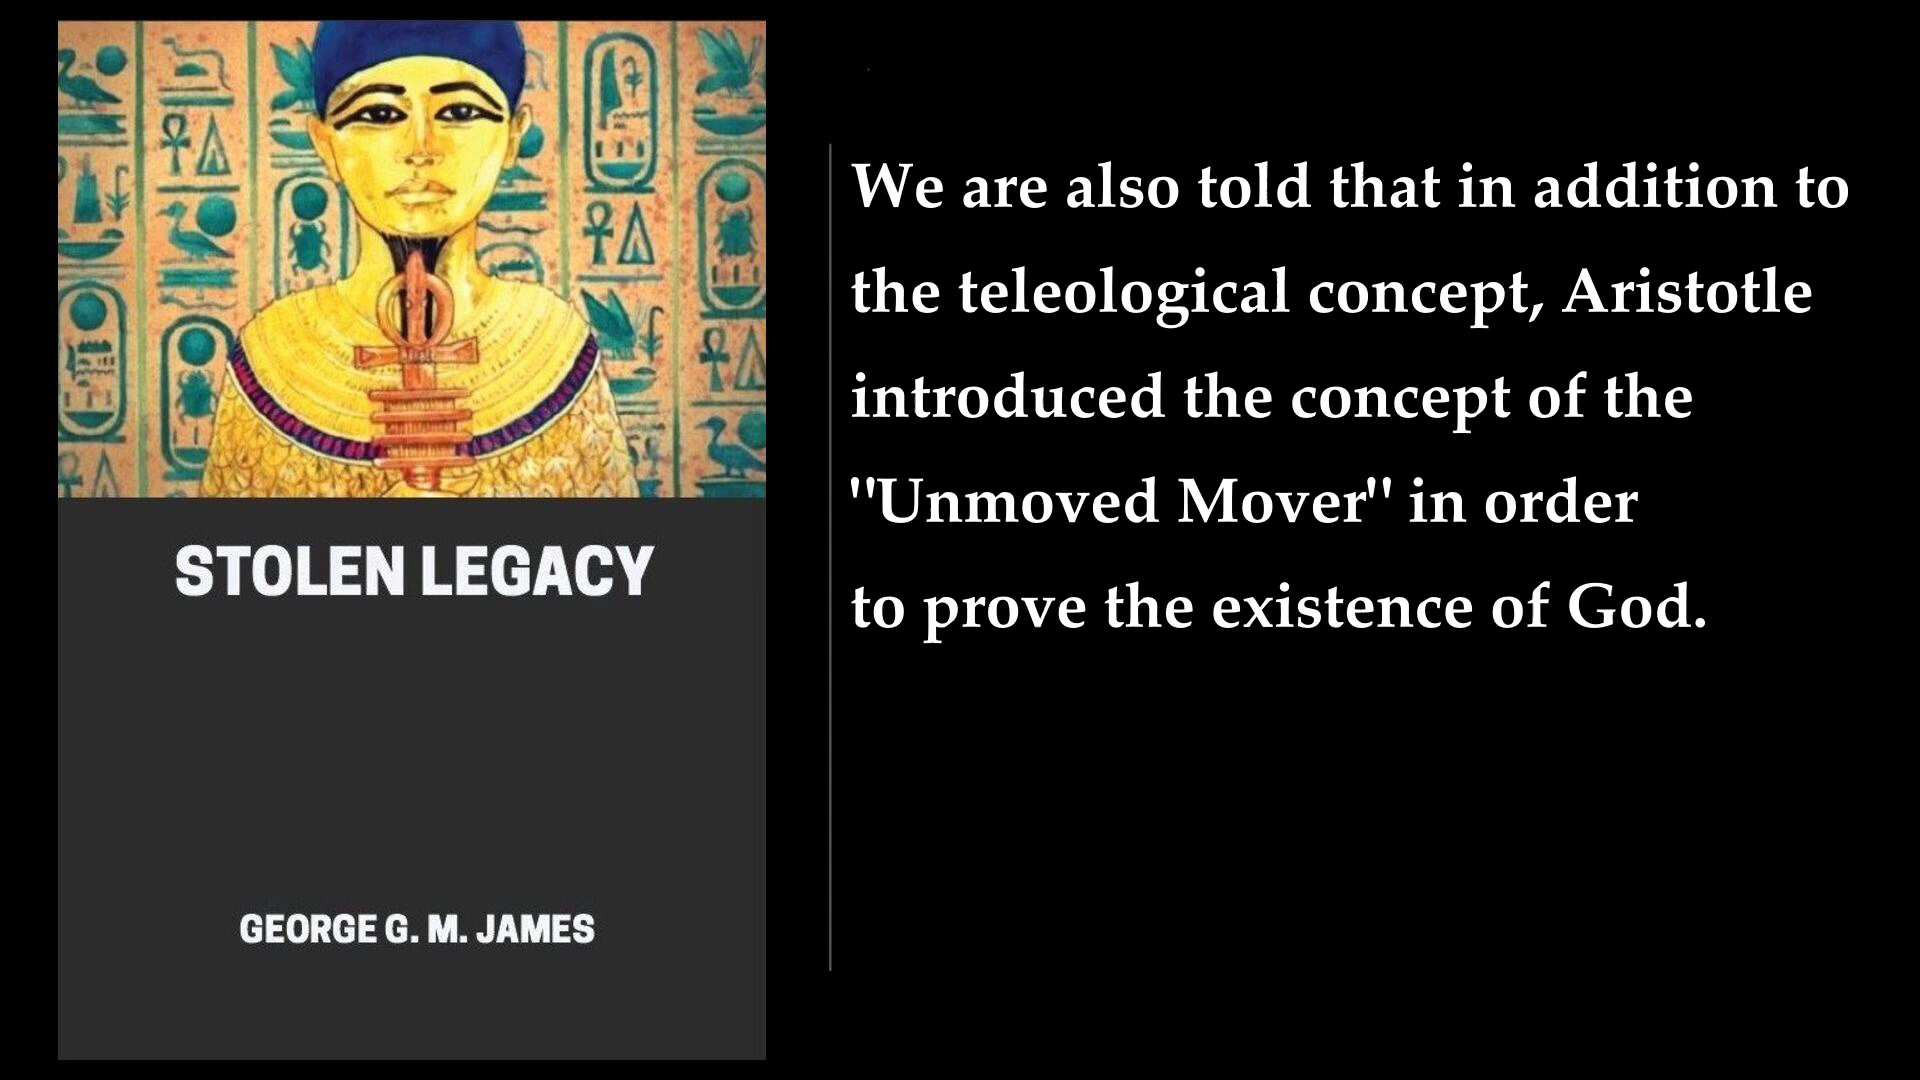 STOLEN LEGACY
GEORGE G. M. JAMES
We are also told that in addition to
the teleological concept, Aristotle
introduced the concept of the
"Unmoved Mover" in order
to prove the existence of God.